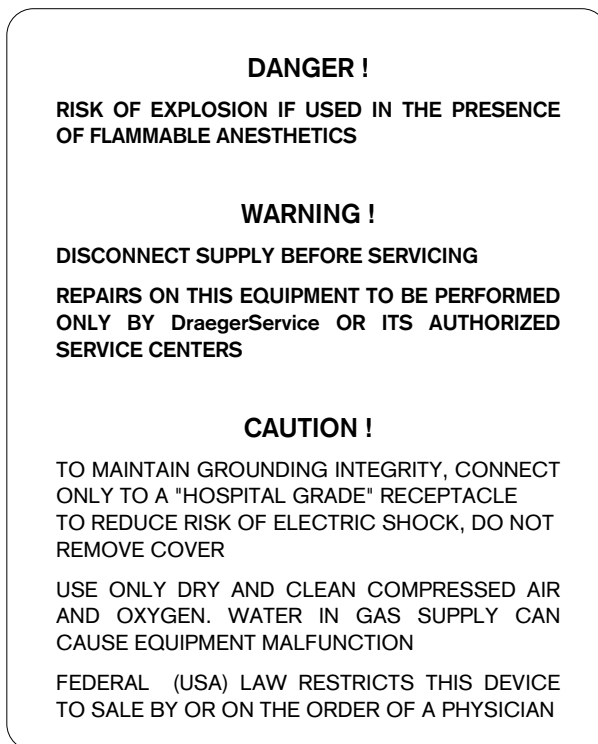 DANGER !
RISK OF EXPLOSION IF USED IN THE PRESENCE
OF FLAMMABLE ANESTHETICS
WARNING !
DISCONNECT SUPPLY BEFORE SERVICING
REPAIRS ON THIS EQUIPMENT TO BE PERFORMED
ONLY BY DraegerService OR ITS AUTHORIZED
SERVICE CENTERS
CAUTION !
TO MAINTAIN GROUNDING INTEGRITY, CONNECT
ONLY TO A "HOSPITAL GRADE" RECEPTACLE
TO REDUCE RISK OF ELECTRIC SHOCK, DO NOT
REMOVE COVER
USE ONLY DRY AND CLEAN COMPRESSED AIR
AND OXYGEN. WATER IN GAS SUPPLY CAN
CAUSE EQUIPMENT MALFUNCTION
FEDERAL (USA) LAW RESTRICTS THIS DEVICE
TO SALE BY OR ON THE ORDER OF A PHYSICIAN